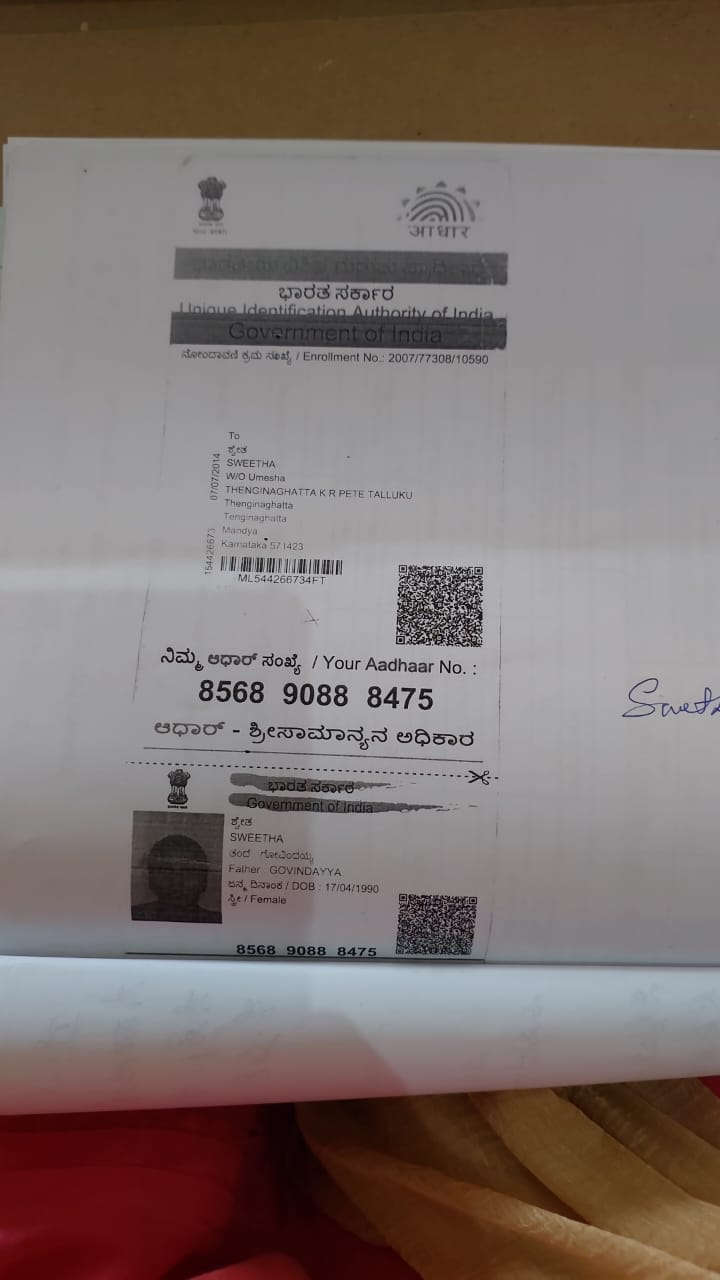 आधार
ಭಾರತ ಸರ್ಕಾರ
Unique Identification Authority of India
Government of India
ನೋಂದಾವಣಿ ಕ್ರಮ ಸಂಖ್ಯೆ / Enrollment No.: 2007/77308/10590
To
ಶ್ವೇತ
SWEETHA
W/O Umesha
THENGINAGHATTA K R PETE TALLUKU
Thenginaghatta
Tenginaghatta
Mandya
Karnataka 571423
07/07/2014
154426673
ML544266734FT
ನಿಮ್ಮ ಆಧಾರ್ ಸಂಖ್ಯೆ / Your Aadhaar No. :
8568 9088 8475
ಆಧಾರ್ - ಶ್ರೀಸಾಮಾನ್ಯನ ಅಧಿಕಾರ
ಭಾರತ ಸರ್ಕಾರ
Government of India
ಶ್ವೇತ
SWEETHA
ತಂದೆ ಗೋವಿಂದಯ್ಯ
Father : GOVINDAYYA
ಜನ್ಮ ದಿನಾಂಕ / DOB : 17/04/1990
ಸ್ತ್ರೀ / Female
8568 9088 8475